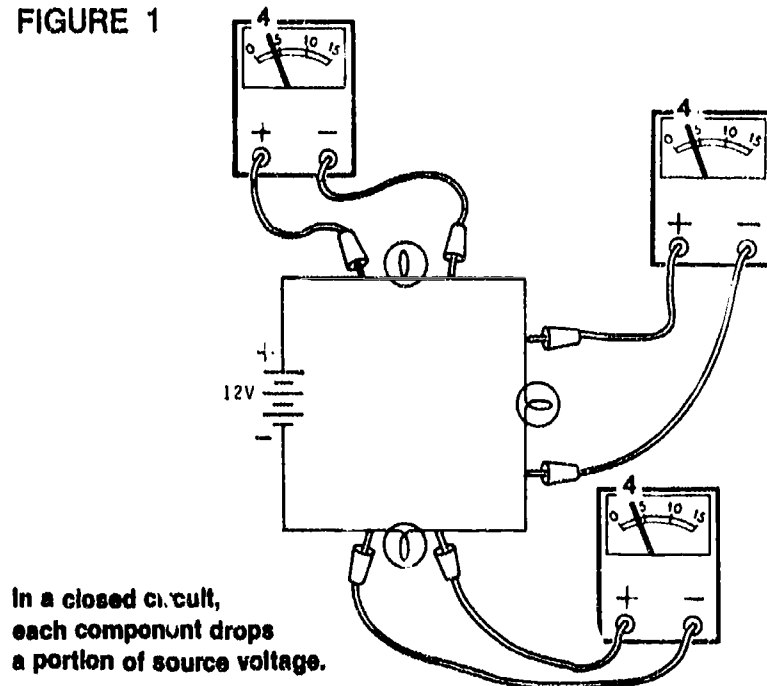 FIGURE 1
4
0 5 10 15
+ −
4
0 5 10 15
+ −
+
12V
−
4
0 5 10 15
+ −
In a closed circuit,
each component drops
a portion of source voltage.